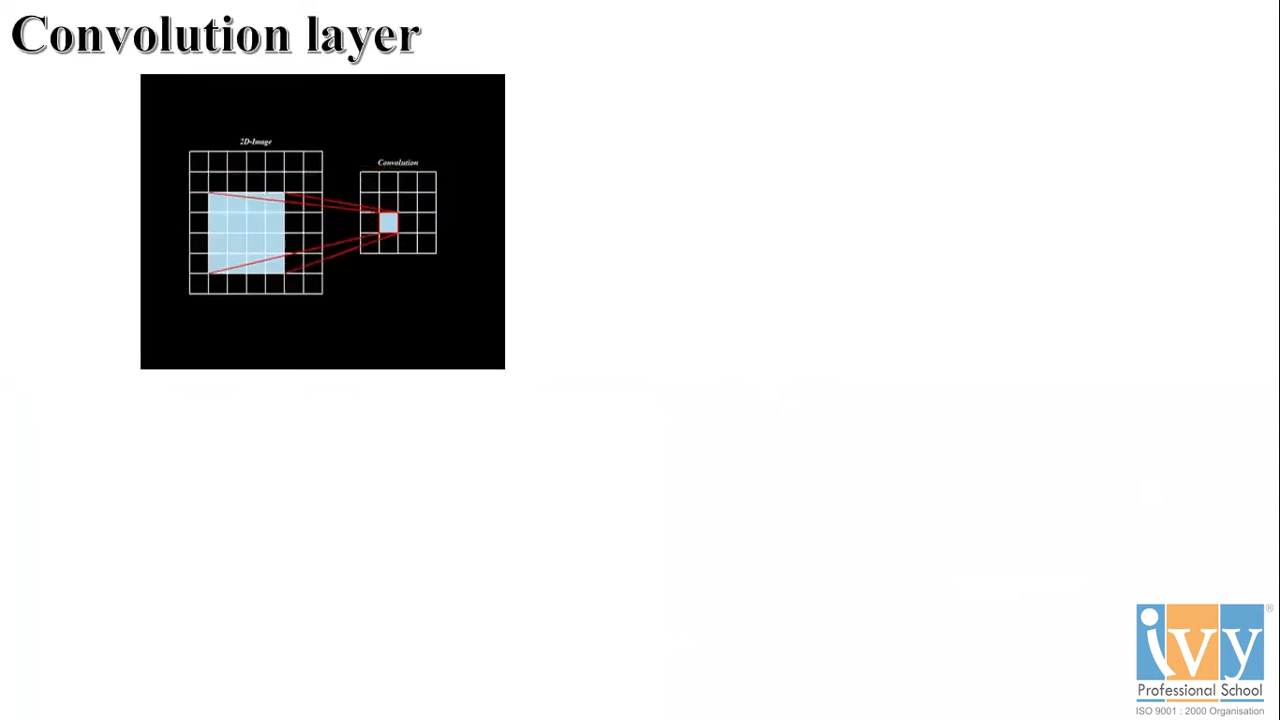 Convolution layer
2D-Image
Convolution
ivy
®
Professional School
ISO 9001 : 2000 Organisation